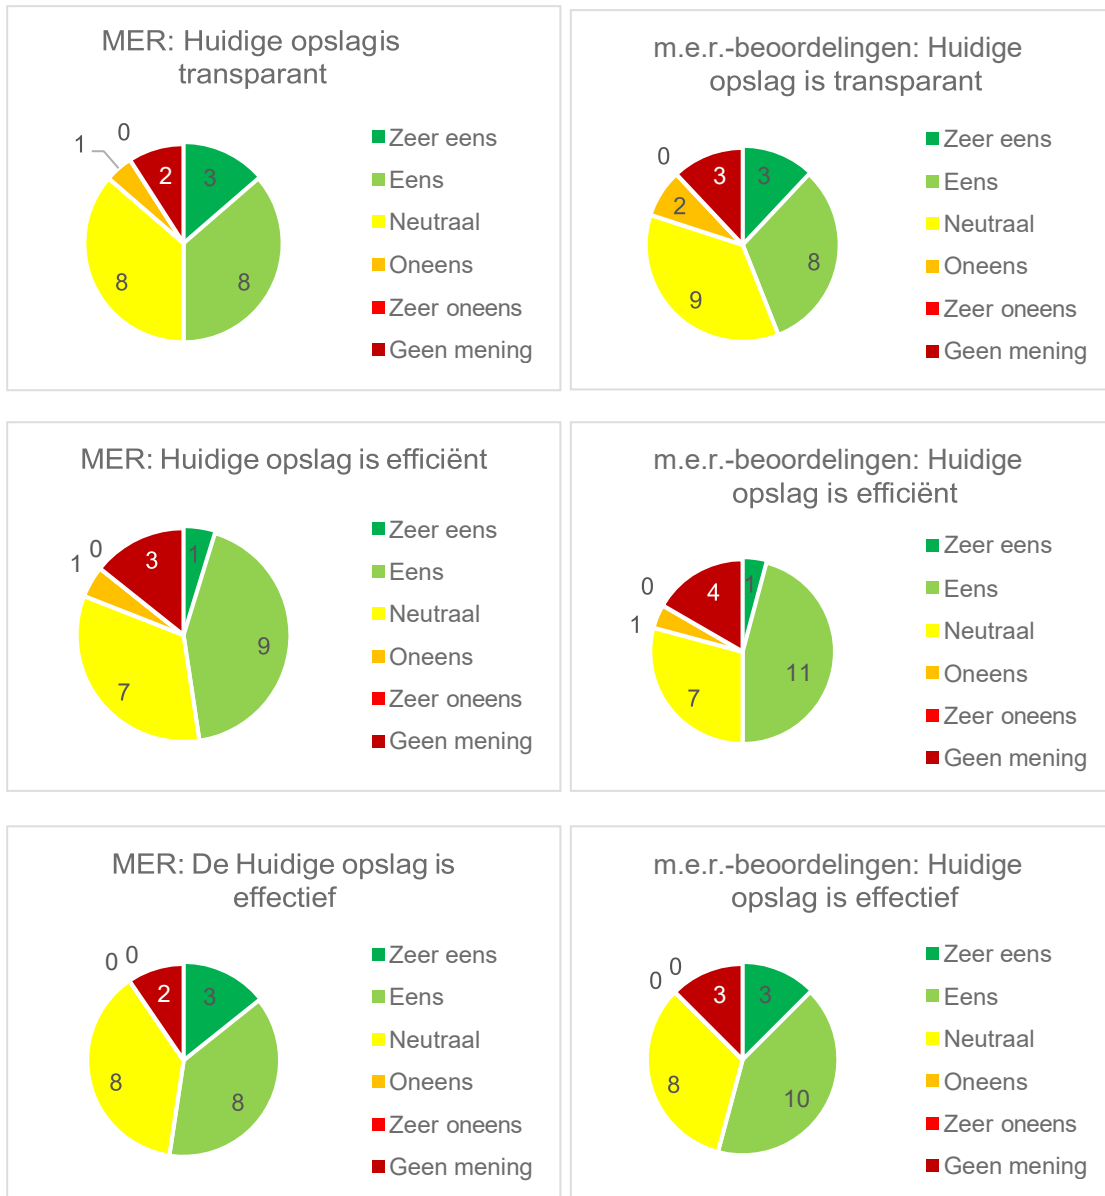 MER: Huidige opslagis
transparant
1
0
2
3
8
8
Zeer eens
Eens
Neutraal
Oneens
Zeer oneens
Geen mening
m.e.r.-beoordelingen: Huidige
opslag is transparant
0
3
3
2
8
9
Zeer eens
Eens
Neutraal
Oneens
Zeer oneens
Geen mening
MER: Huidige opslag is efficiënt
1
0
3
1
9
7
Zeer eens
Eens
Neutraal
Oneens
Zeer oneens
Geen mening
m.e.r.-beoordelingen: Huidige
opslag is efficiënt
0
4
1
1
11
7
Zeer eens
Eens
Neutraal
Oneens
Zeer oneens
Geen mening
MER: De Huidige opslag is
effectief
0
0
2
3
8
8
Zeer eens
Eens
Neutraal
Oneens
Zeer oneens
Geen mening
m.e.r.-beoordelingen: Huidige
opslag is effectief
0
0
3
3
8
10
Zeer eens
Eens
Neutraal
Oneens
Zeer oneens
Geen mening